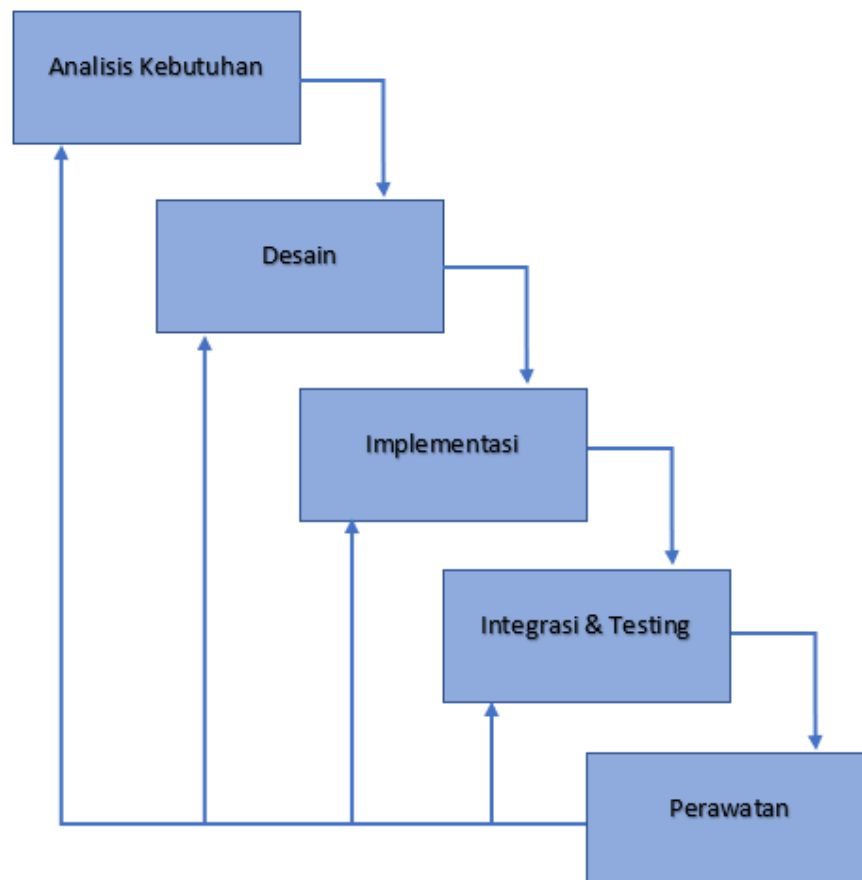 Analisis Kebutuhan
Desain
Implementasi
Integrasi & Testing
Perawatan